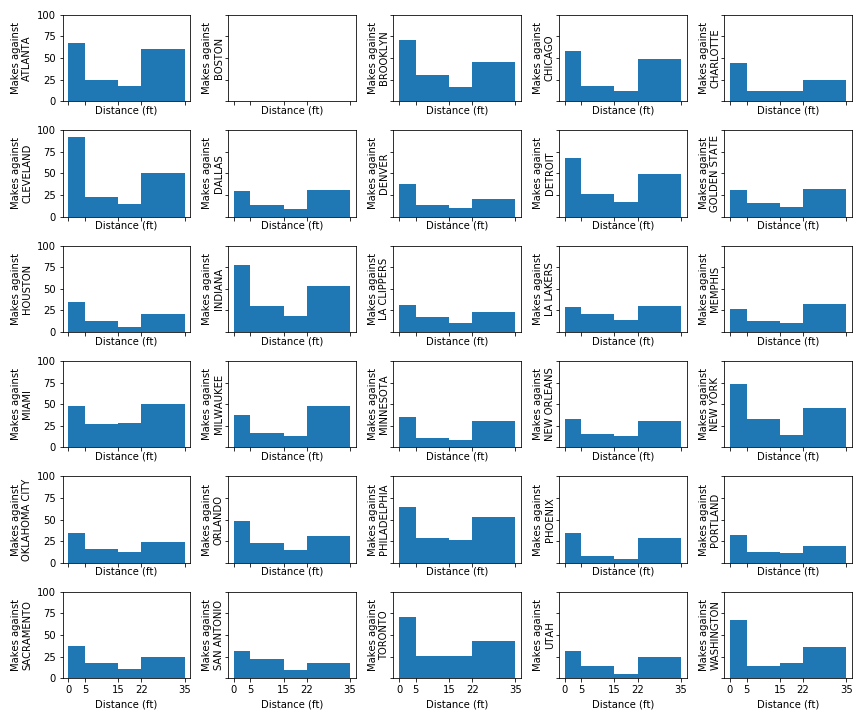 100
75
50
25
0
Makes against
ATLANTA
Distance (ft)
Makes against
BOSTON
Distance (ft)
Makes against
BROOKLYN
Distance (ft)
Makes against
CHICAGO
Distance (ft)
Makes against
CHARLOTTE
Distance (ft)
100
75
50
25
0
Makes against
CLEVELAND
Distance (ft)
Makes against
DALLAS
Distance (ft)
Makes against
DENVER
Distance (ft)
Makes against
DETROIT
Distance (ft)
Makes against
GOLDEN STATE
Distance (ft)
100
75
50
25
0
Makes against
HOUSTON
Distance (ft)
Makes against
INDIANA
Distance (ft)
Makes against
LA CLIPPERS
Distance (ft)
Makes against
LA LAKERS
Distance (ft)
Makes against
MEMPHIS
Distance (ft)
100
75
50
25
0
Makes against
MIAMI
Distance (ft)
Makes against
MILWAUKEE
Distance (ft)
Makes against
MINNESOTA
Distance (ft)
Makes against
NEW ORLEANS
Distance (ft)
Makes against
NEW YORK
Distance (ft)
100
75
50
25
0
Makes against
OKLAHOMA CITY
Distance (ft)
Makes against
ORLANDO
Distance (ft)
Makes against
PHILADELPHIA
Distance (ft)
Makes against
PHOENIX
Distance (ft)
Makes against
PORTLAND
Distance (ft)
100
75
50
25
0
Makes against
SACRAMENTO
0 5 15 22 35
Distance (ft)
Makes against
SAN ANTONIO
0 5 15 22 35
Distance (ft)
Makes against
TORONTO
0 5 15 22 35
Distance (ft)
Makes against
UTAH
0 5 15 22 35
Distance (ft)
Makes against
WASHINGTON
0 5 15 22 35
Distance (ft)